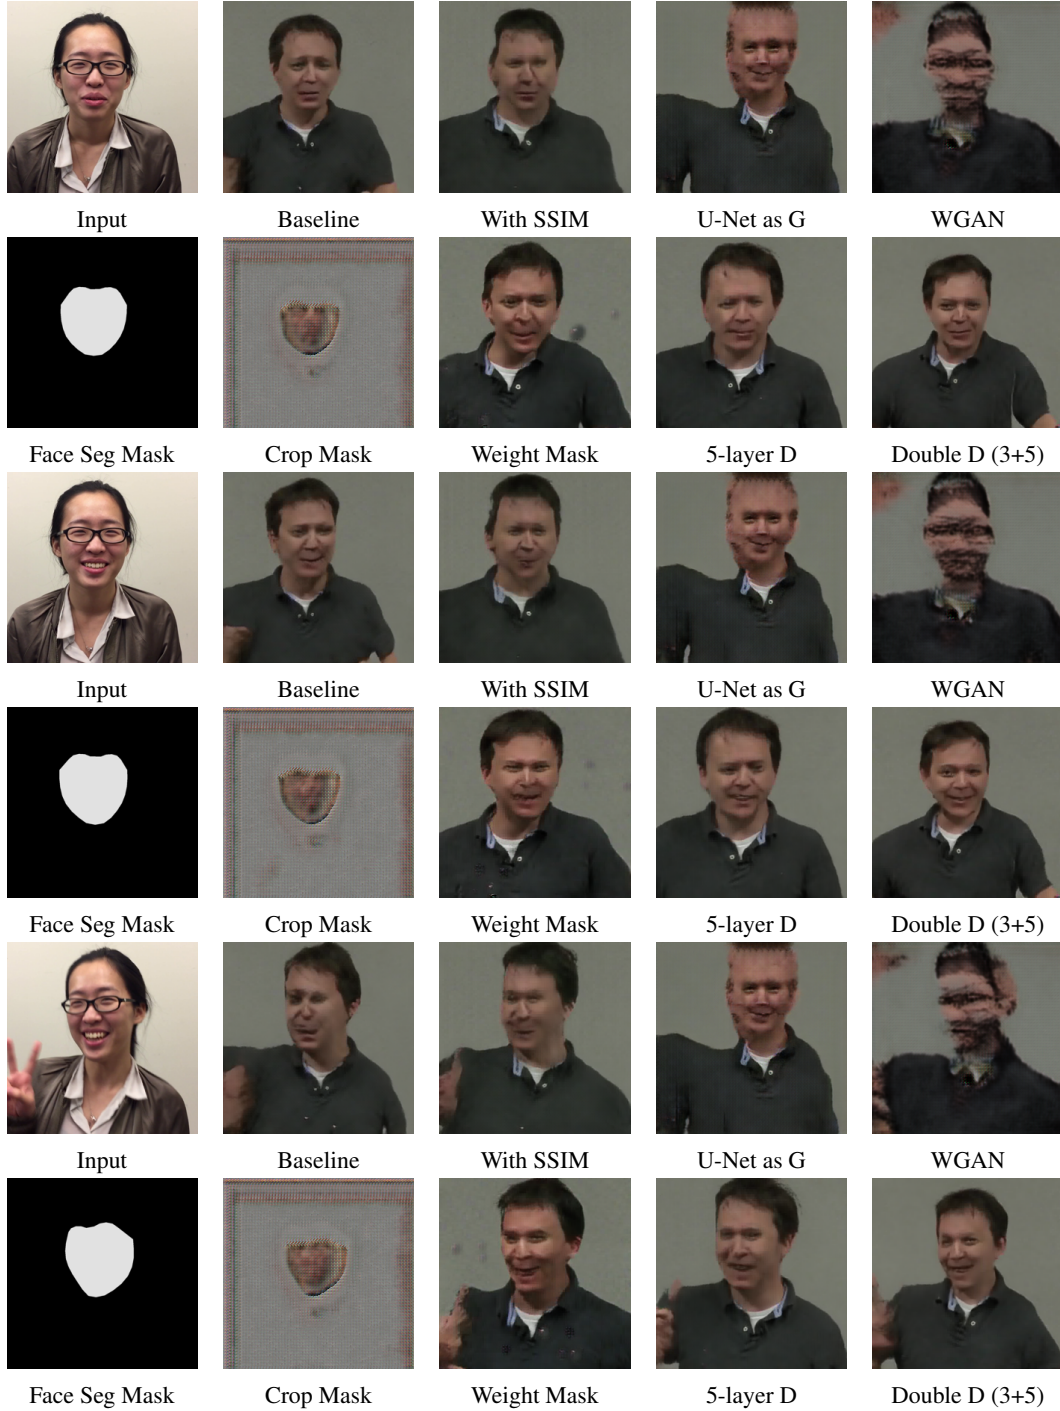 Input Baseline With SSIM U-Net as G WGAN
Face Seg Mask Crop Mask Weight Mask 5-layer D Double D (3+5)
Input Baseline With SSIM U-Net as G WGAN
Face Seg Mask Crop Mask Weight Mask 5-layer D Double D (3+5)
Input Baseline With SSIM U-Net as G WGAN
Face Seg Mask Crop Mask Weight Mask 5-layer D Double D (3+5)